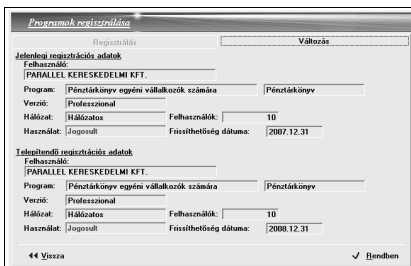 Programok regisztrálása
Regisztrálás Változás
Jelenlegi regisztrációs adatok
Felhasználó:
PARALLEL KERESKEDELMI KFT.
Program: Pénztárkönyv egyéni vállalkozók számára Pénztárkönyv
Verzió: Professzional
Hálózat: Hálózatos Felhasználók: 10
Használat: Jogosult Frissíthetőség dátuma: 2007.12.31
Telepítendő regisztrációs adatok
Felhasználó:
PARALLEL KERESKEDELMI KFT.
Program: Pénztárkönyv egyéni vállalkozók számára Pénztárkönyv
Verzió: Professzional
Hálózat: Hálózatos Felhasználók: 10
Használat: Jogosult Frissíthetőség dátuma: 2008.12.31
Vissza Rendben